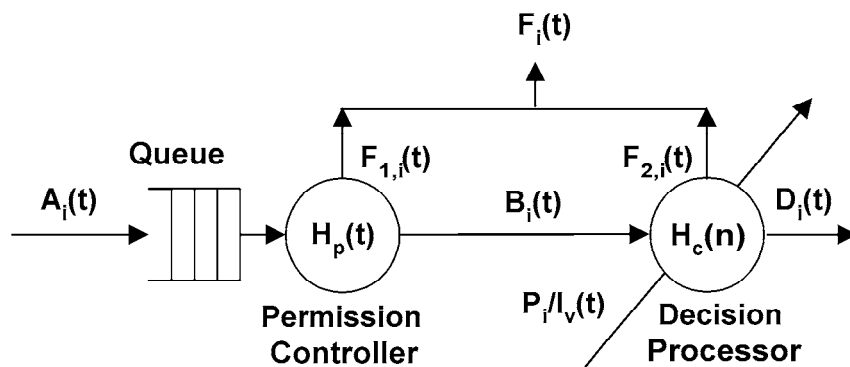 F_i(t)
Queue
F_1,i(t)
F_2,i(t)
A_i(t)
B_i(t)
D_i(t)
H_p(t)
H_c(n)
P_i/I_v(t)
Permission
Controller
Decision
Processor